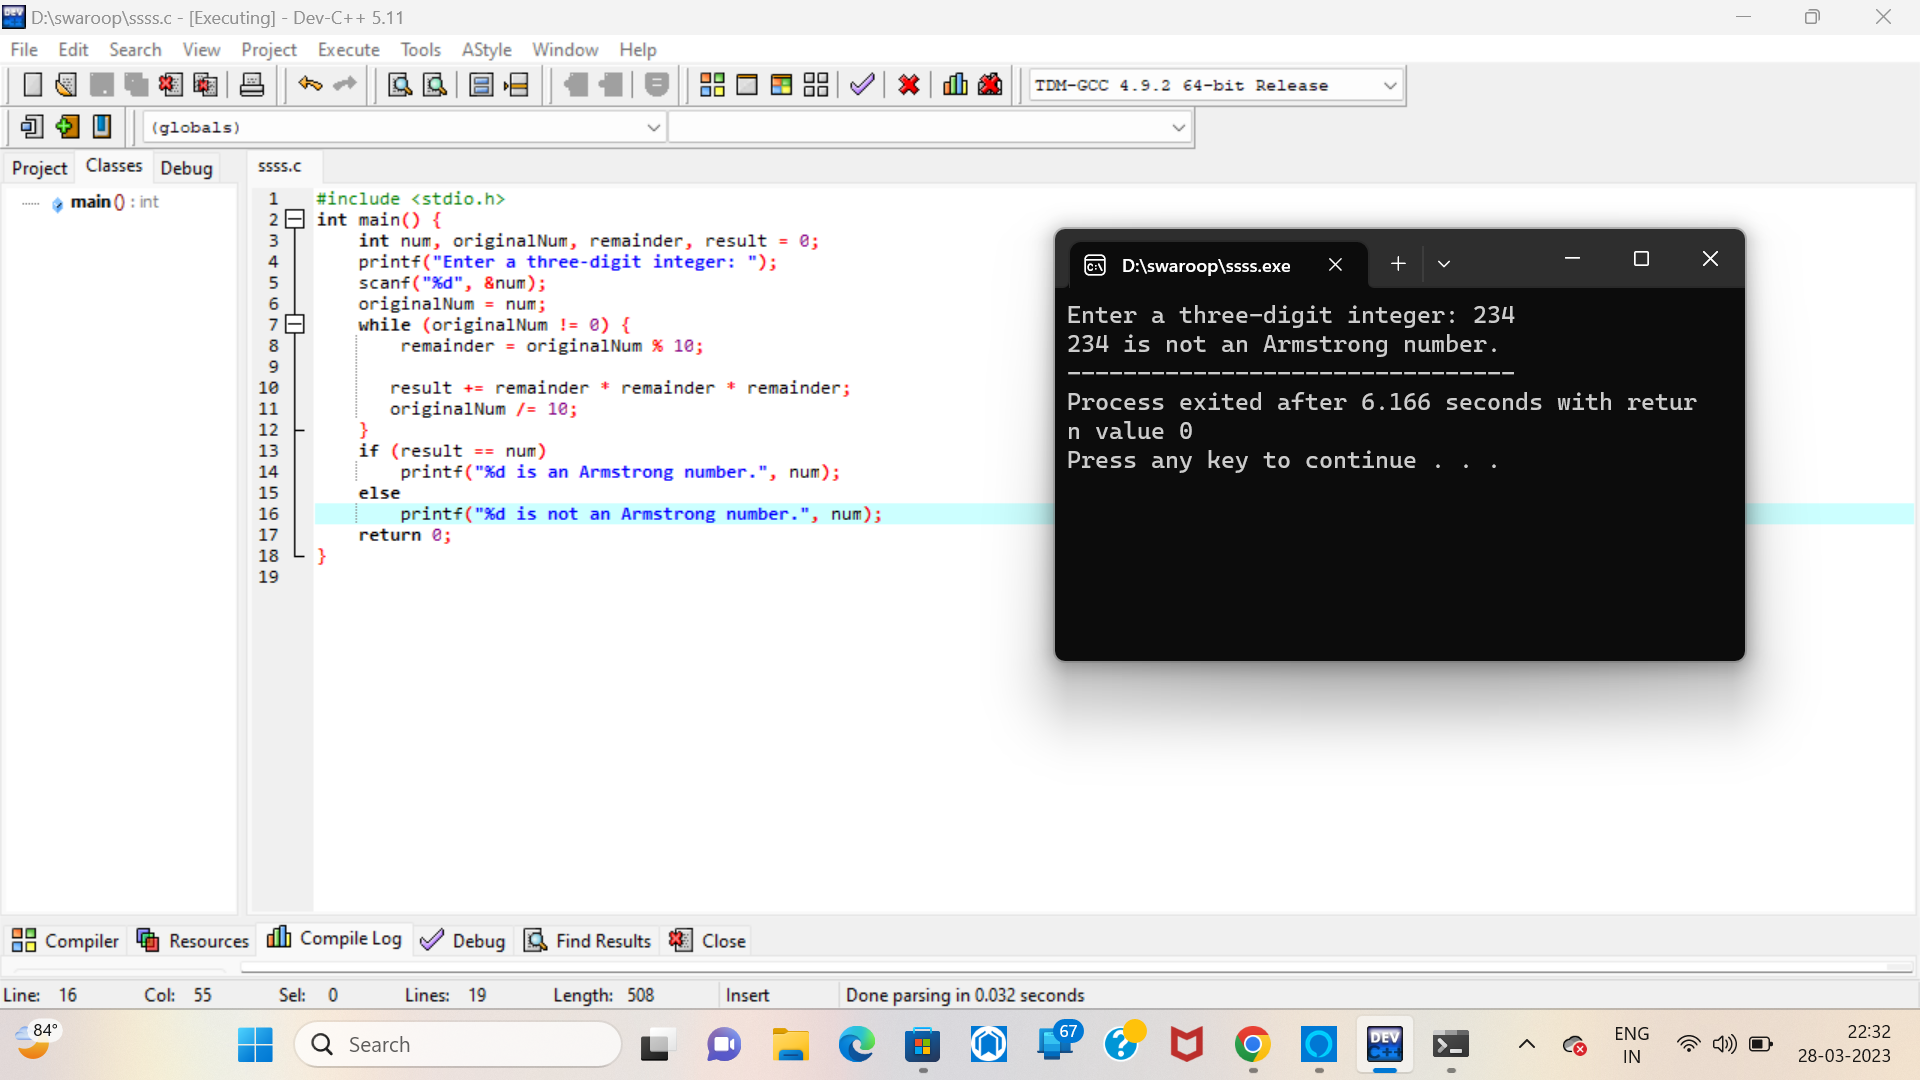 D:\swaroop\ssss.c - [Executing] - Dev-C++ 5.11
File Edit Search View Project Execute Tools AStyle Window Help
TDM-GCC 4.9.2 64-bit Release
(globals)
Project Classes Debug
ssss.c
main () : int
1 #include <stdio.h>
2 int main() {
3 int num, originalNum, remainder, result = 0;
4 printf("Enter a three-digit integer: ");
5 scanf("%d", &num);
6 originalNum = num;
7 while (originalNum != 0) {
8 remainder = originalNum % 10;
9
10 result += remainder * remainder * remainder;
11 originalNum /= 10;
12 }
13 if (result == num)
14 printf("%d is an Armstrong number.", num);
15 else
16 printf("%d is not an Armstrong number.", num);
17 return 0;
18 }
19
D:\swaroop\ssss.exe
Enter a three-digit integer: 234
234 is not an Armstrong number.
--------------------------------
Process exited after 6.166 seconds with retur
n value 0
Press any key to continue . . .
Compiler Resources Compile Log Debug Find Results Close
Line: 16 Col: 55 Sel: 0 Lines: 19 Length: 508 Insert Done parsing in 0.032 seconds
84°
Search
67
DEV
C++
ENG
IN
22:32
28-03-2023